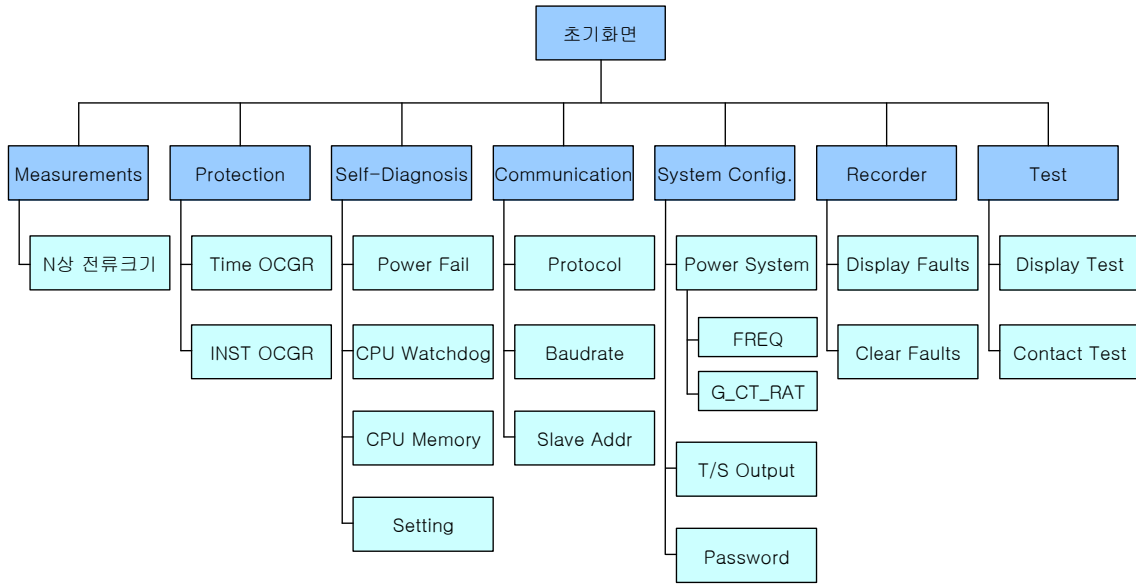 초기화면
Measurements
Protection
Self-Diagnosis
Communication
System Config.
Recorder
Test
N상 전류크기
Time OCGR
INST OCGR
Power Fail
CPU Watchdog
CPU Memory
Setting
Protocol
Baudrate
Slave Addr
Power System
FREQ
G_CT_RAT
T/S Output
Password
Display Faults
Clear Faults
Display Test
Contact Test